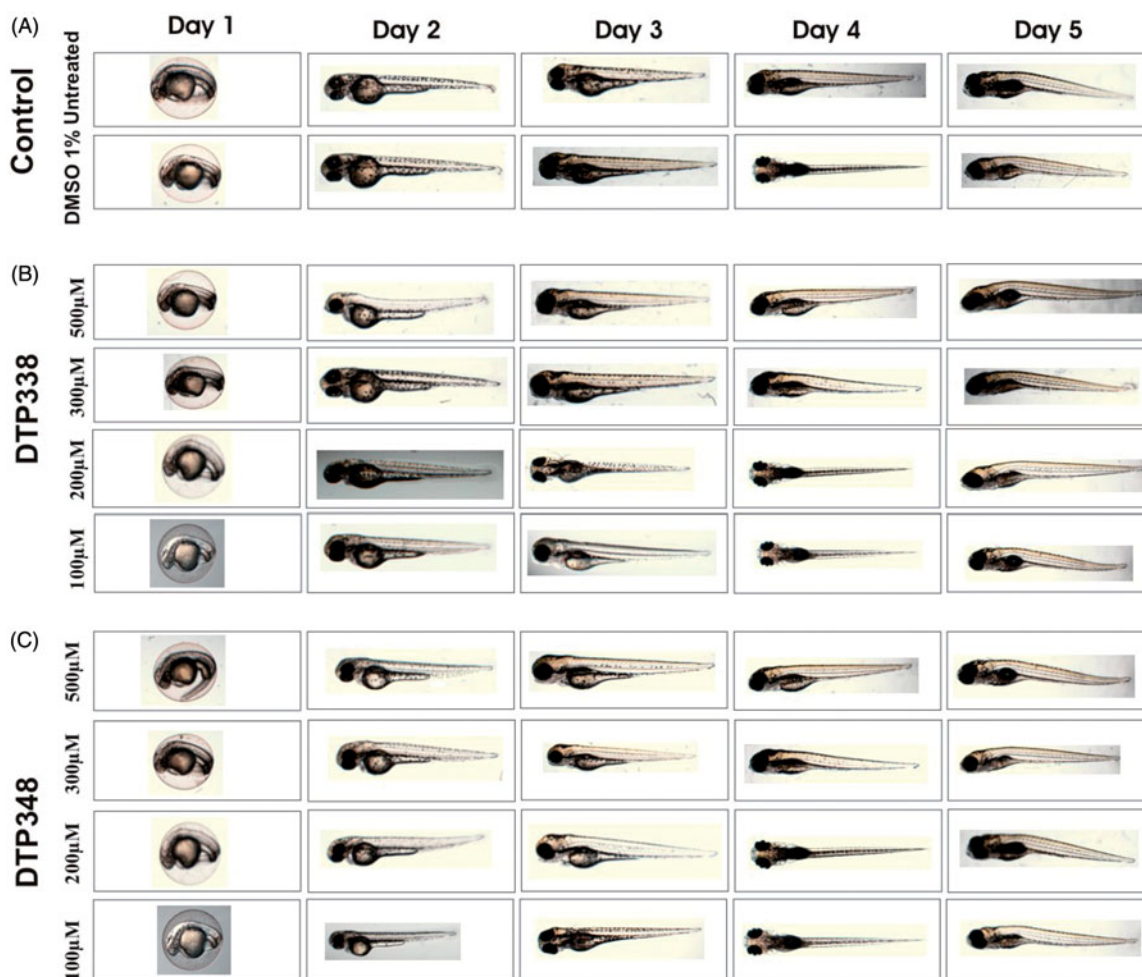 (A)
Day 1
Day 2
Day 3
Day 4
Day 5
Control
DMSO 1% Untreated
(B)
DTP338
500µM
300µM
200µM
100µM
(C)
DTP348
500µM
300µM
200µM
100µM